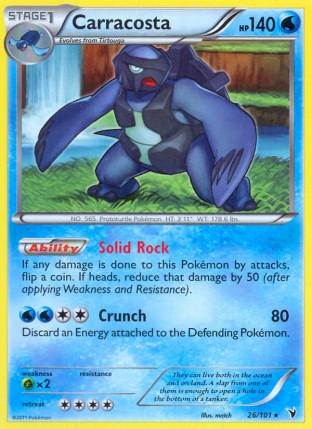 STAGE1
Carracosta
HP 140
Evolves from Tirtouga
NO. 565 Prototurtle Pokémon HT: 3'11" WT: 178.6 lbs.
Ability Solid Rock
If any damage is done to this Pokémon by attacks,
flip a coin. If heads, reduce that damage by 50 (after
applying Weakness and Resistance).
Crunch 80
Discard an Energy attached to the Defending Pokémon.
weakness resistance
×2
retreat
They can live both in the ocean
and on land. A slap from one of
them is enough to open a hole in
the bottom of a tanker.
Illus. match 26/101 ★
©2011 Pokémon